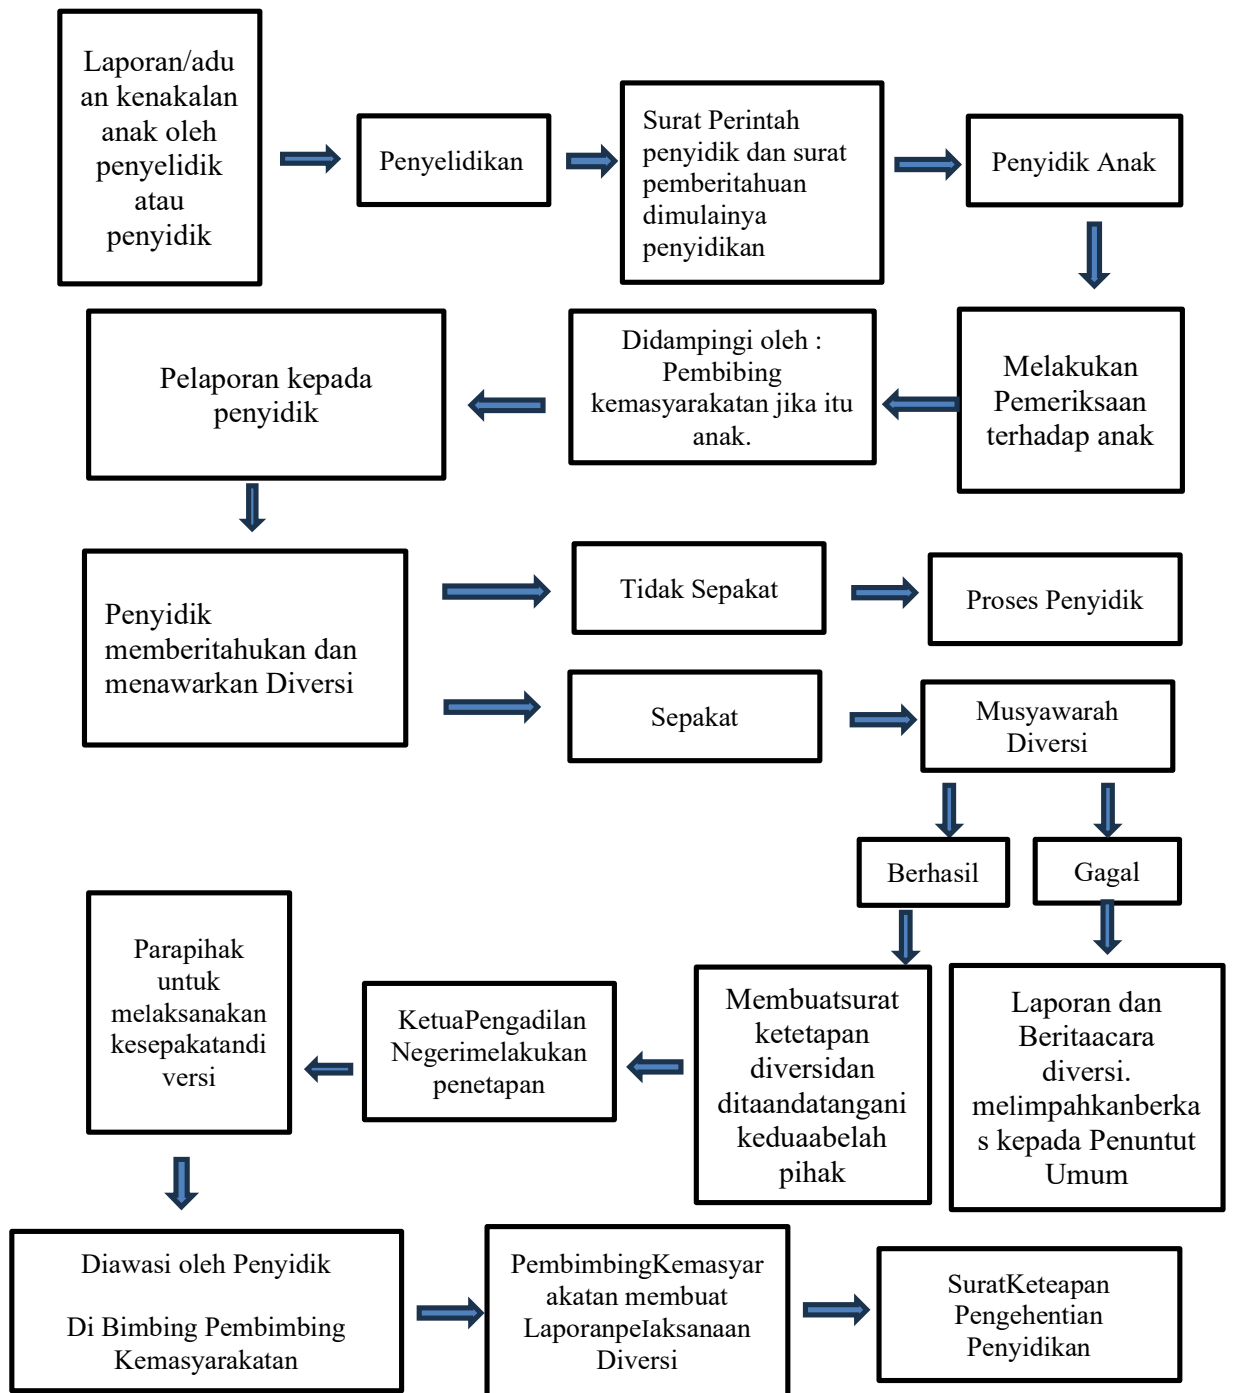 Laporan/adu
an kenakalan
anak oleh
penyelidik
atau
penyidik
Penyelidikan
Surat Perintah
penyidik dan surat
pemberitahuan
dimulainya
penyidikan
Penyidik Anak
Melakukan
Pemeriksaan
terhadap anak
Didampingi oleh :
Pembibing
kemasyarakatan jika itu
anak.
Pelaporan kepada
penyidik
Penyidik
memberitahukan dan
menawarkan Diversi
Tidak Sepakat
Proses Penyidik
Sepakat
Musyawarah
Diversi
Berhasil
Gagal
Laporan dan
Beritaacara
diversi.
melimpahkanberka
s kepada Penuntut
Umum
Membuatsurat
ketetapan
diversidan
ditaandatangani
keduaabelah
pihak
KetuaPengadilan
Negerimelakukan
penetapan
Parapihak
untuk
melaksanakan
kesepakatandi
versi
Diawasi oleh Penyidik
Di Bimbing Pembimbing
Kemasyarakatan
PembimbingKemasyar
akatan membuat
Laporanpelaksanaan
Diversi
SuratKeteapan
Pengehentian
Penyidikan